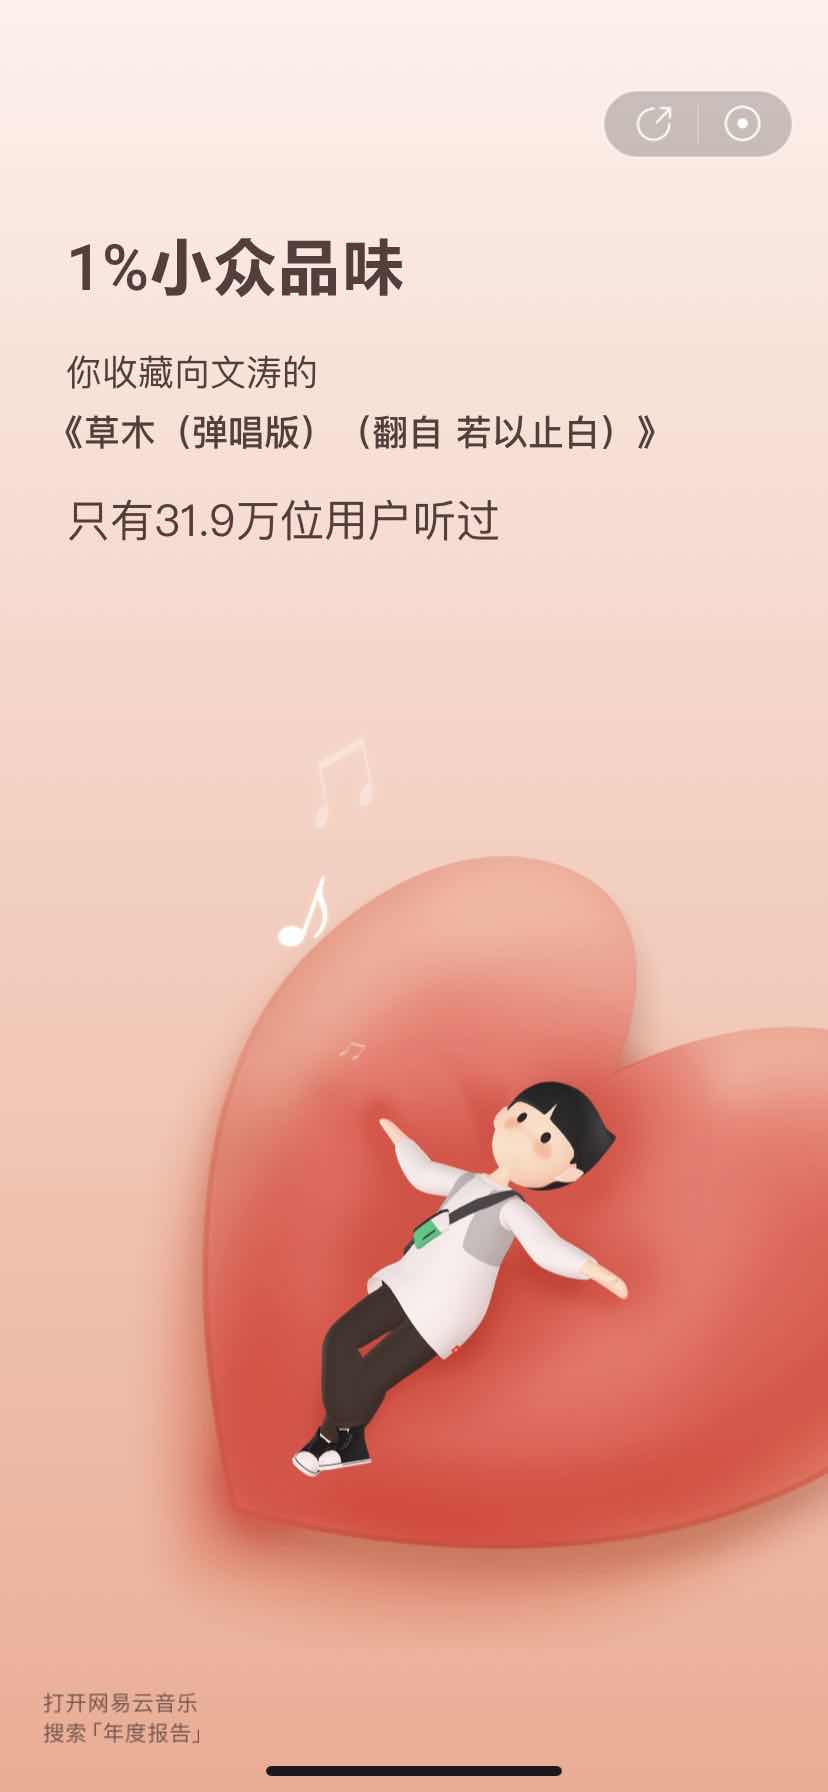 1%小众品味
你收藏向文涛的
《草木（弹唱版）（翻自 若以止白）》
只有31.9万位用户听过
打开网易云音乐
搜索「年度报告」